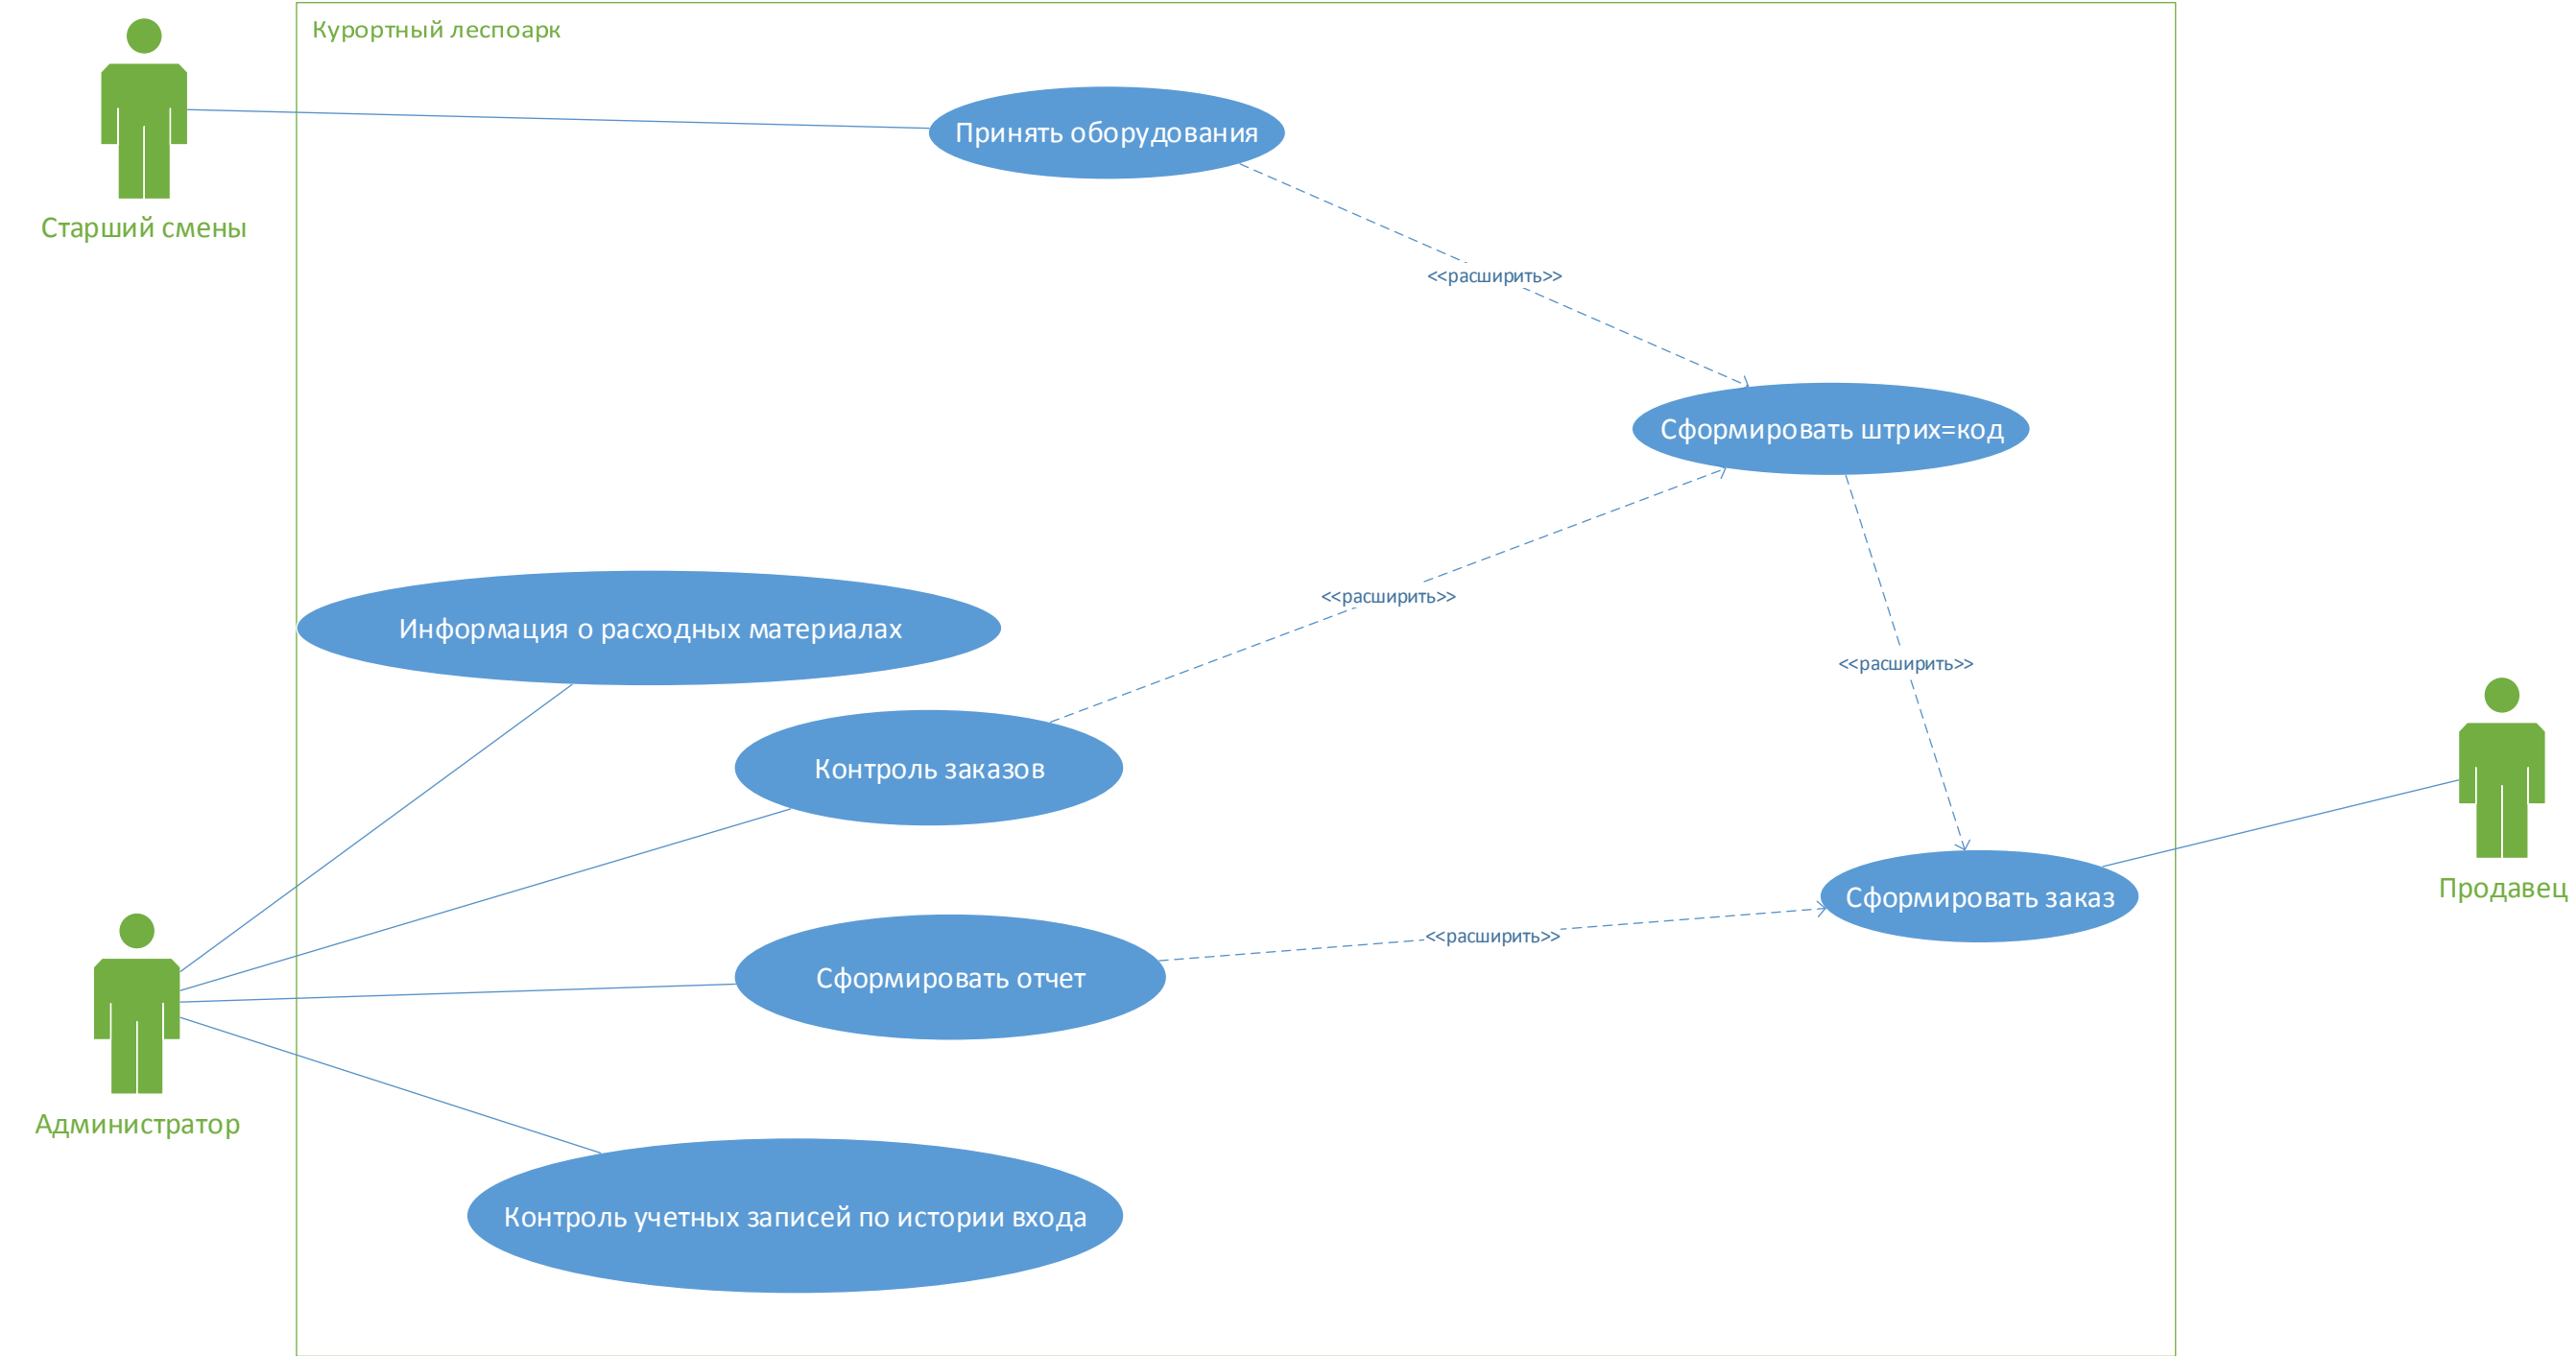 Курортный леспоарк
Принять оборудования
Старший смены
<<расширить>>
Сформировать штрих=код
<<расширить>>
Информация о расходных материалах
<<расширить>>
Контроль заказов
Сформировать заказ
Продавец
<<расширить>>
Сформировать отчет
Администратор
Контроль учетных записей по истории входа